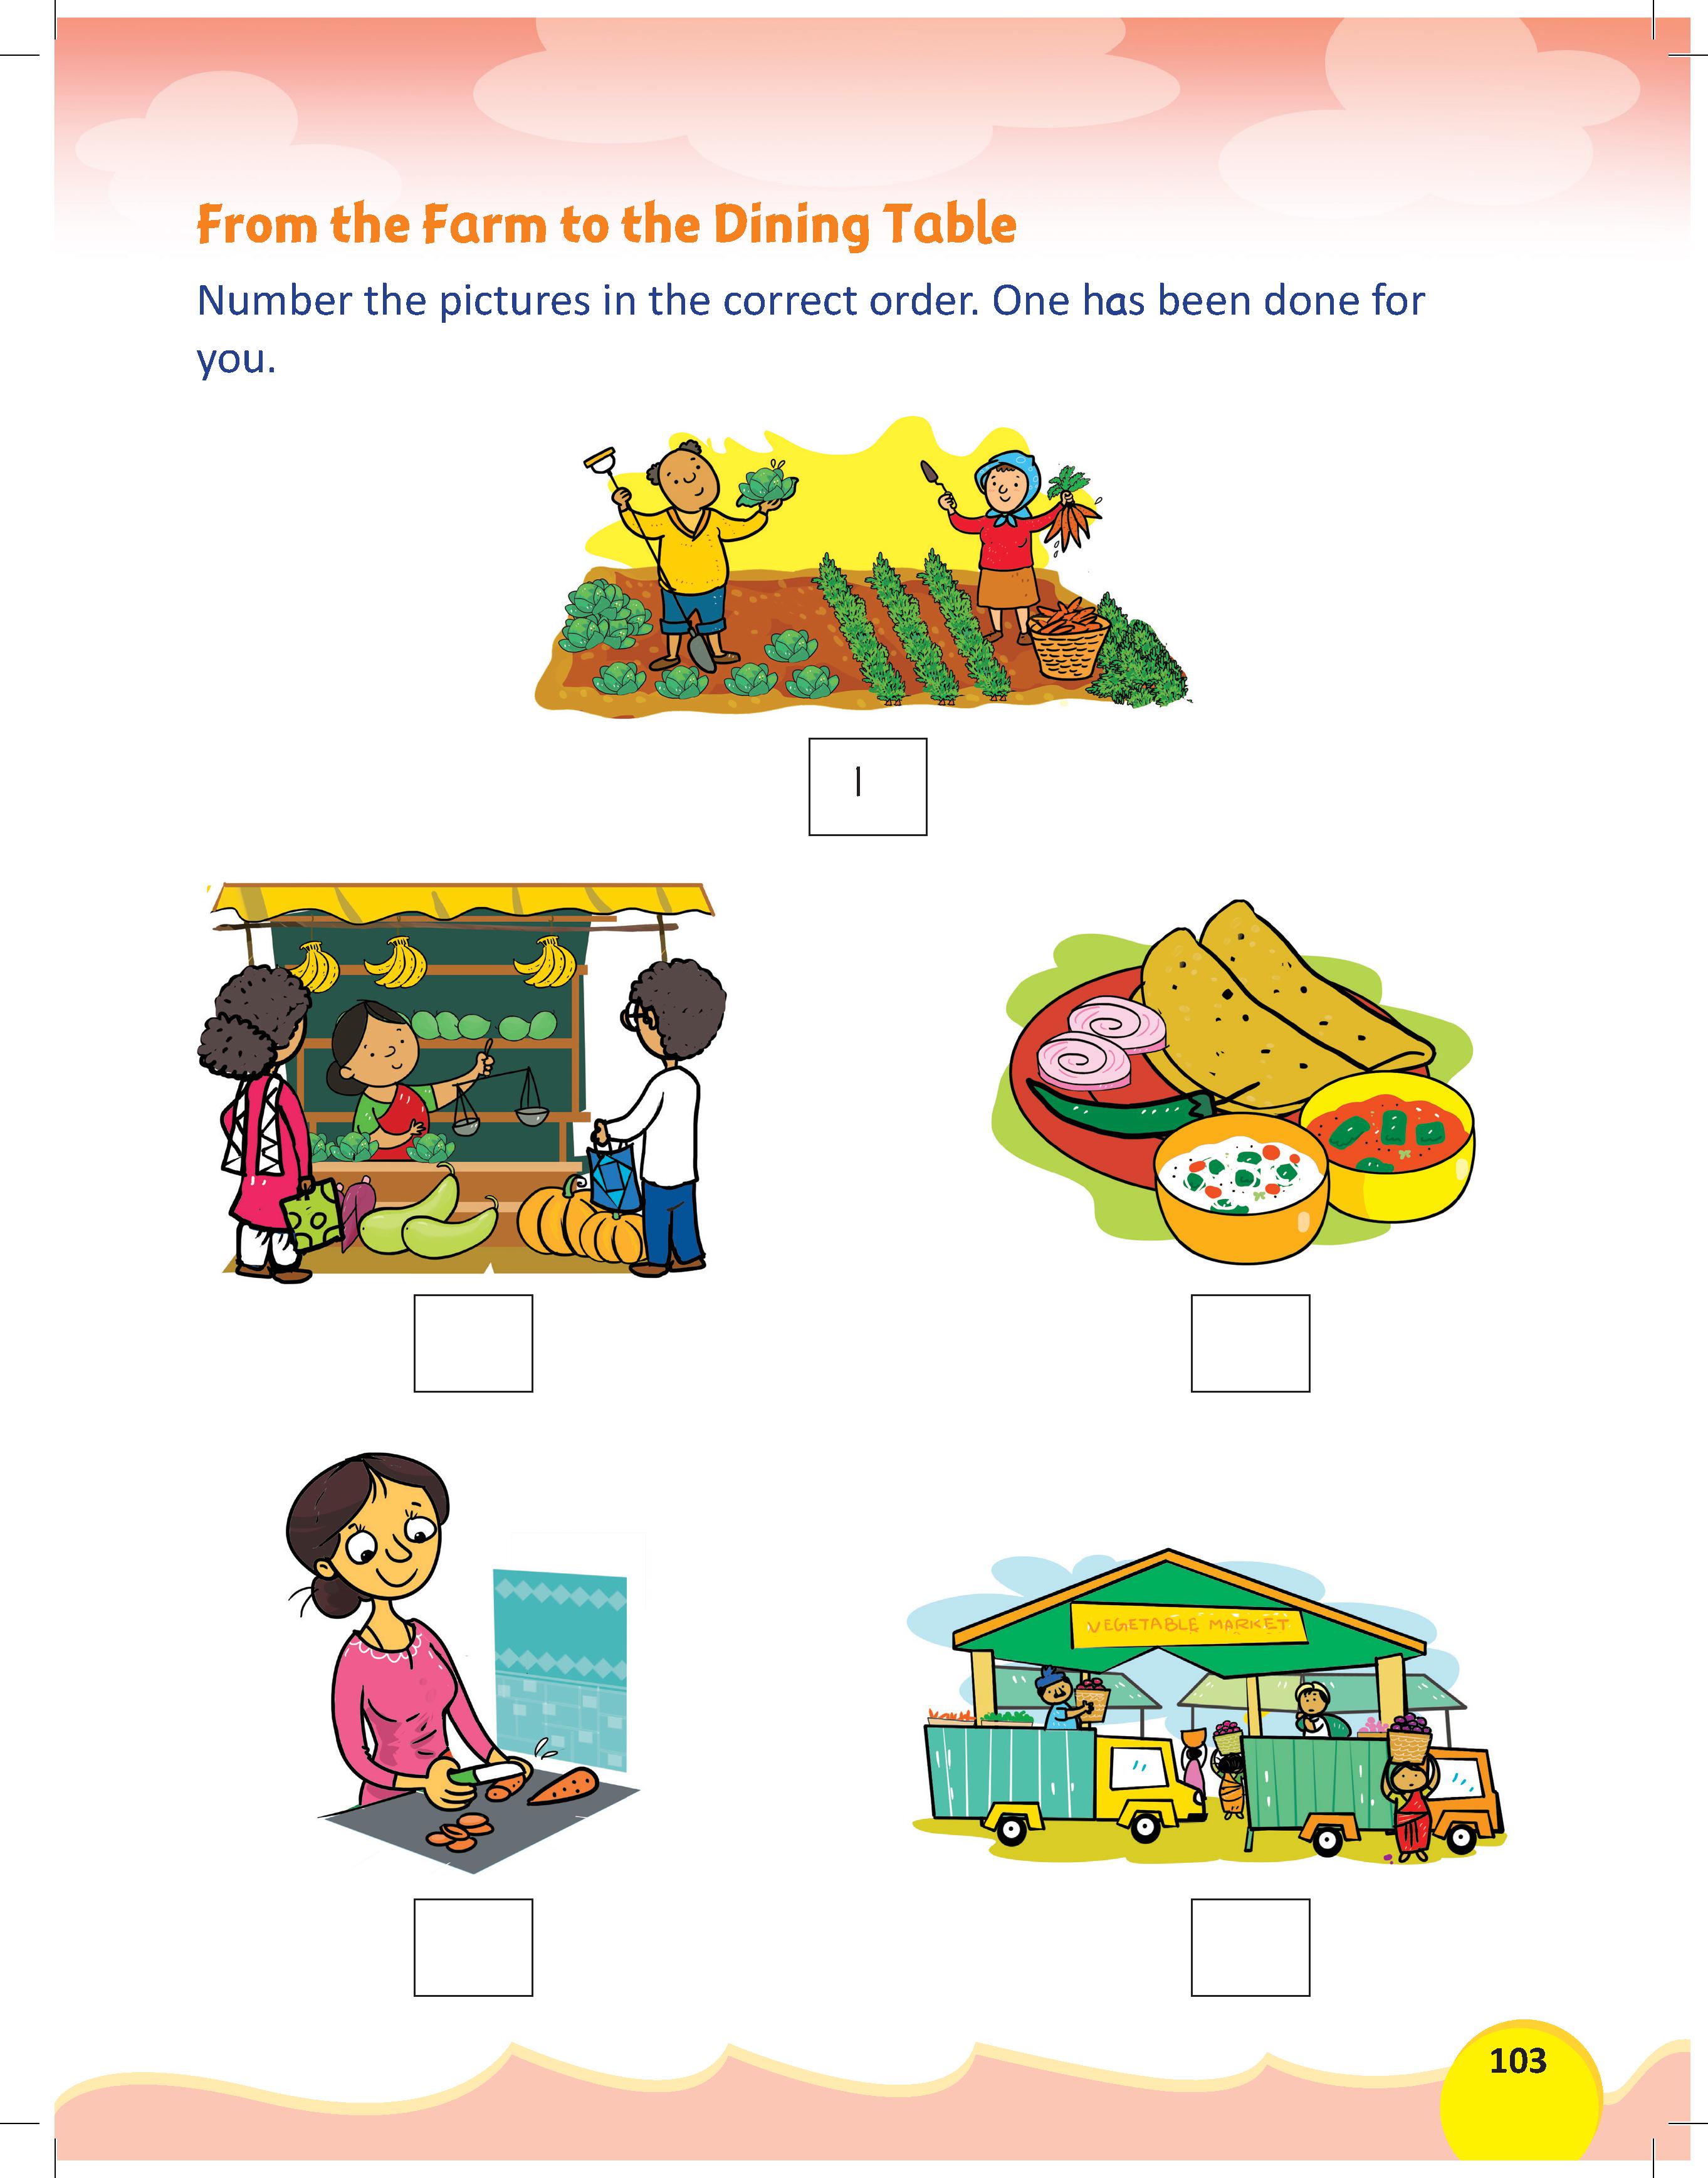 From the Farm to the Dining Table
Number the pictures in the correct order. One has been done for
you.
1
VEGETABLE MARKET
103